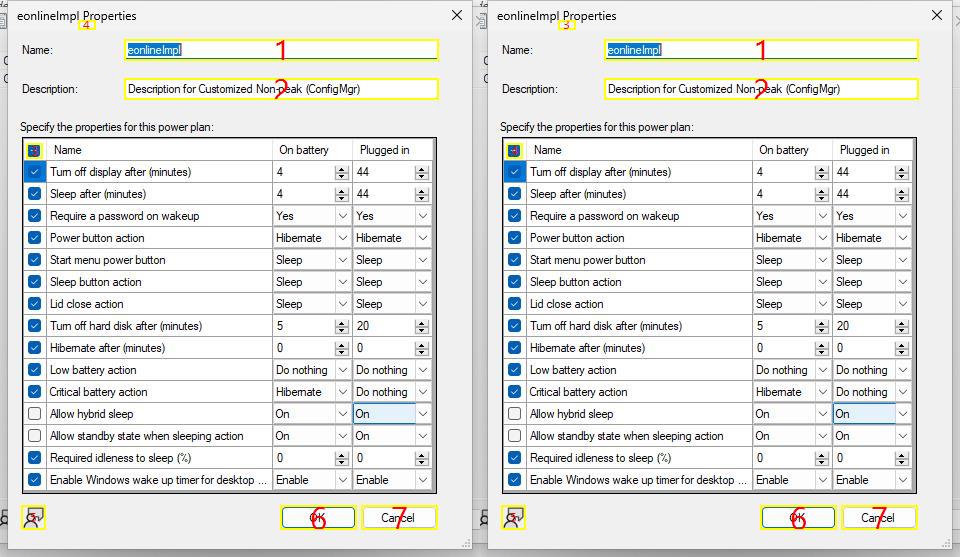 eonlineImpl Properties
4
Name:
eonlineImpl
1
Description:
Description for Customized Non-peak (ConfigMgr)
2
Specify the properties for this power plan:
Name On battery Plugged in
Turn off display after (minutes) 4 44
Sleep after (minutes) 4 44
Require a password on wakeup Yes Yes
Power button action Hibernate Hibernate
Start menu power button Sleep Sleep
Sleep button action Sleep Sleep
Lid close action Sleep Sleep
Turn off hard disk after (minutes) 5 20
Hibernate after (minutes) 0 0
Low battery action Do nothing Do nothing
Critical battery action Hibernate Do nothing
Allow hybrid sleep On On
Allow standby state when sleeping action On On
Required idleness to sleep (%) 0 0
Enable Windows wake up timer for desktop ... Enable Enable
OK
6
Cancel
7
eonlineImpl Properties
3
Name:
eonlineImpl
1
Description:
Description for Customized Non-peak (ConfigMgr)
2
Specify the properties for this power plan:
Name On battery Plugged in
Turn off display after (minutes) 4 44
Sleep after (minutes) 4 44
Require a password on wakeup Yes Yes
Power button action Hibernate Hibernate
Start menu power button Sleep Sleep
Sleep button action Sleep Sleep
Lid close action Sleep Sleep
Turn off hard disk after (minutes) 5 20
Hibernate after (minutes) 0 0
Low battery action Do nothing Do nothing
Critical battery action Hibernate Do nothing
Allow hybrid sleep On On
Allow standby state when sleeping action On On
Required idleness to sleep (%) 0 0
Enable Windows wake up timer for desktop ... Enable Enable
OK
6
Cancel
7